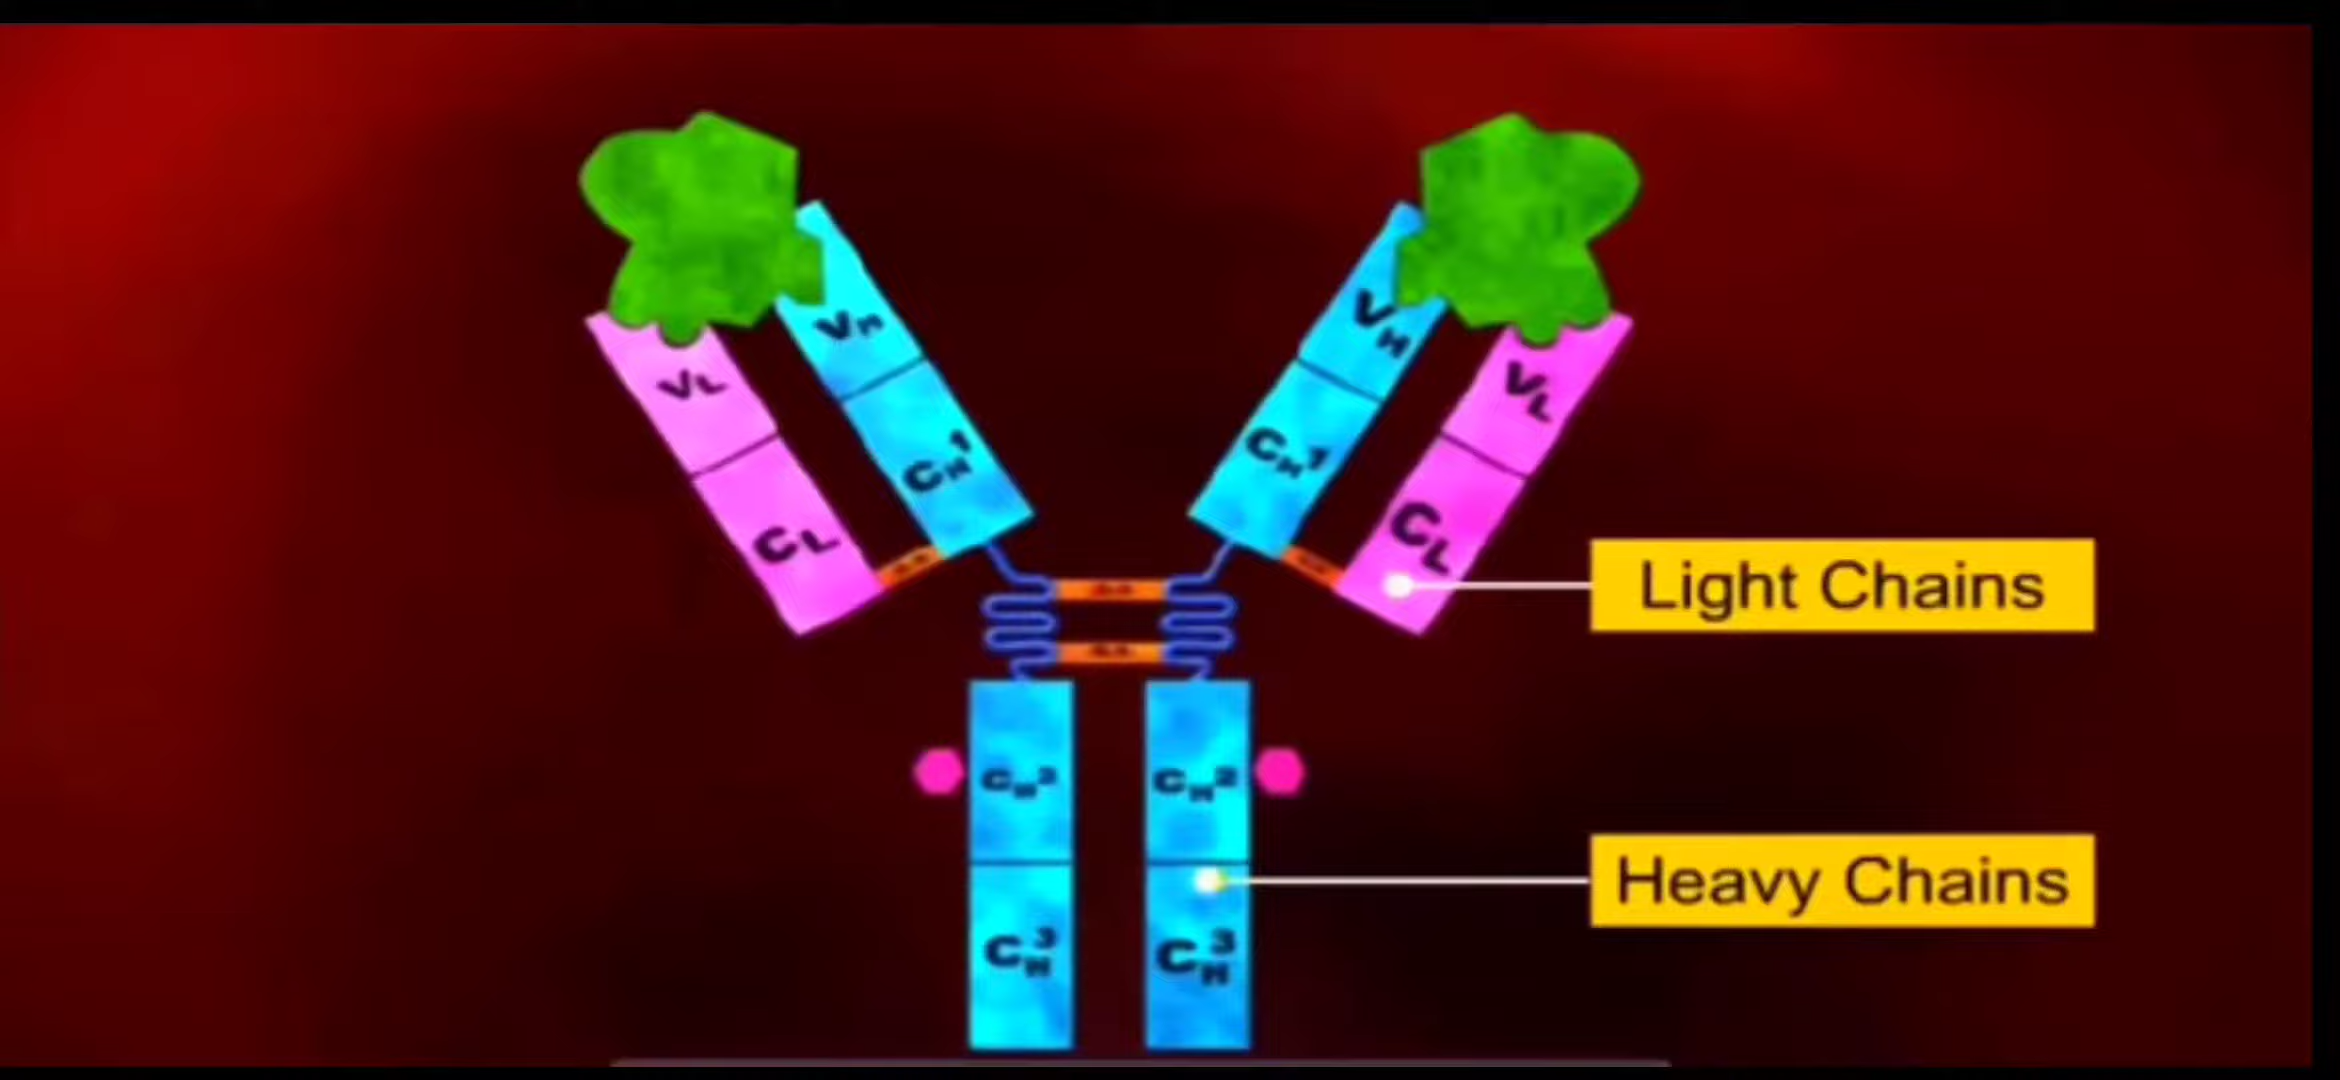 VH
VH
VL
VL
CH1
CH1
CL
CL
Light Chains
CH2
CH2
Heavy Chains
CH3
CH3